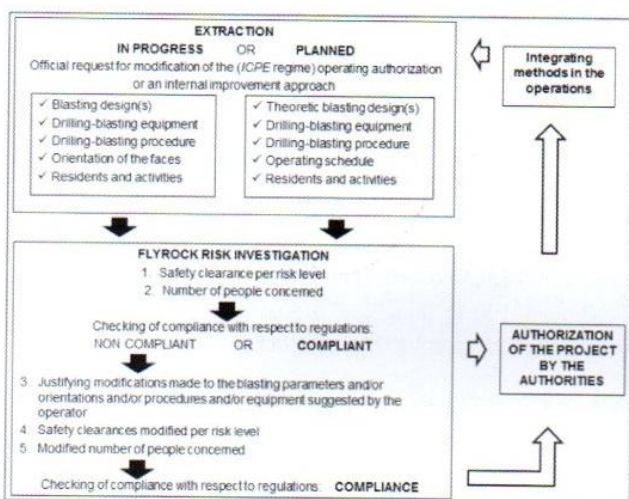 EXTRACTION
IN PROGRESS OR PLANNED
Official request for modification of the (ICPE regime) operating authorization
or an internal improvement approach
✓ Blasting design(s)
✓ Drilling-blasting equipment
✓ Drilling-blasting procedure
✓ Orientation of the faces
✓ Residents and activities
✓ Theoretic blasting design(s)
✓ Drilling-blasting equipment
✓ Drilling-blasting procedure
✓ Operating schedule
✓ Residents and activities
Integrating
methods in the
operations
FLYROCK RISK INVESTIGATION
1. Safety clearance per risk level
2. Number of people concerned
Checking of compliance with respect to regulations:
NON COMPLIANT OR COMPLIANT
3. Justifying modifications made to the blasting parameters and/or
orientations and/or procedures and/or equipment suggested by the
operator
4. Safety clearances modified per risk level
5. Modified number of people concerned
Checking of compliance with respect to regulations: COMPLIANCE
AUTHORIZATION
OF THE PROJECT
BY THE
AUTHORITIES